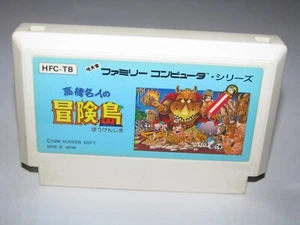 HFC-TB
ファミリー コンピュータ・シリーズ
高橋名人の
冒険島
ぼうけんじま
©1986 HUDSON SOFT
MADE IN JAPAN